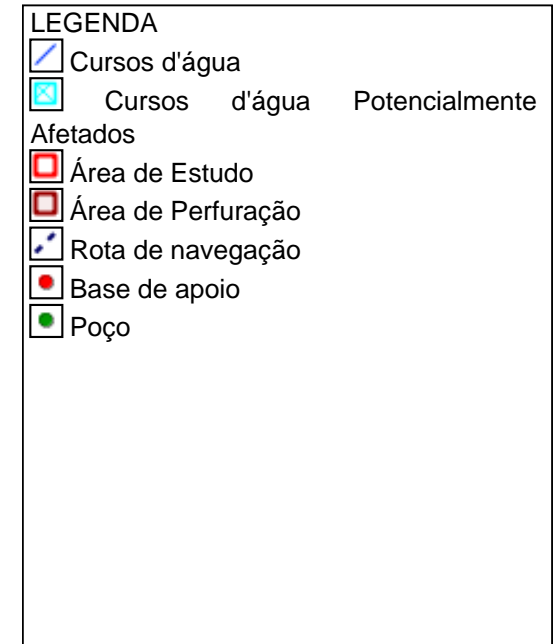 LEGENDA
Cursos d'água
Cursos d'água Potencialmente
Afetados
Área de Estudo
Área de Perfuração
Rota de navegação
Base de apoio
Poço